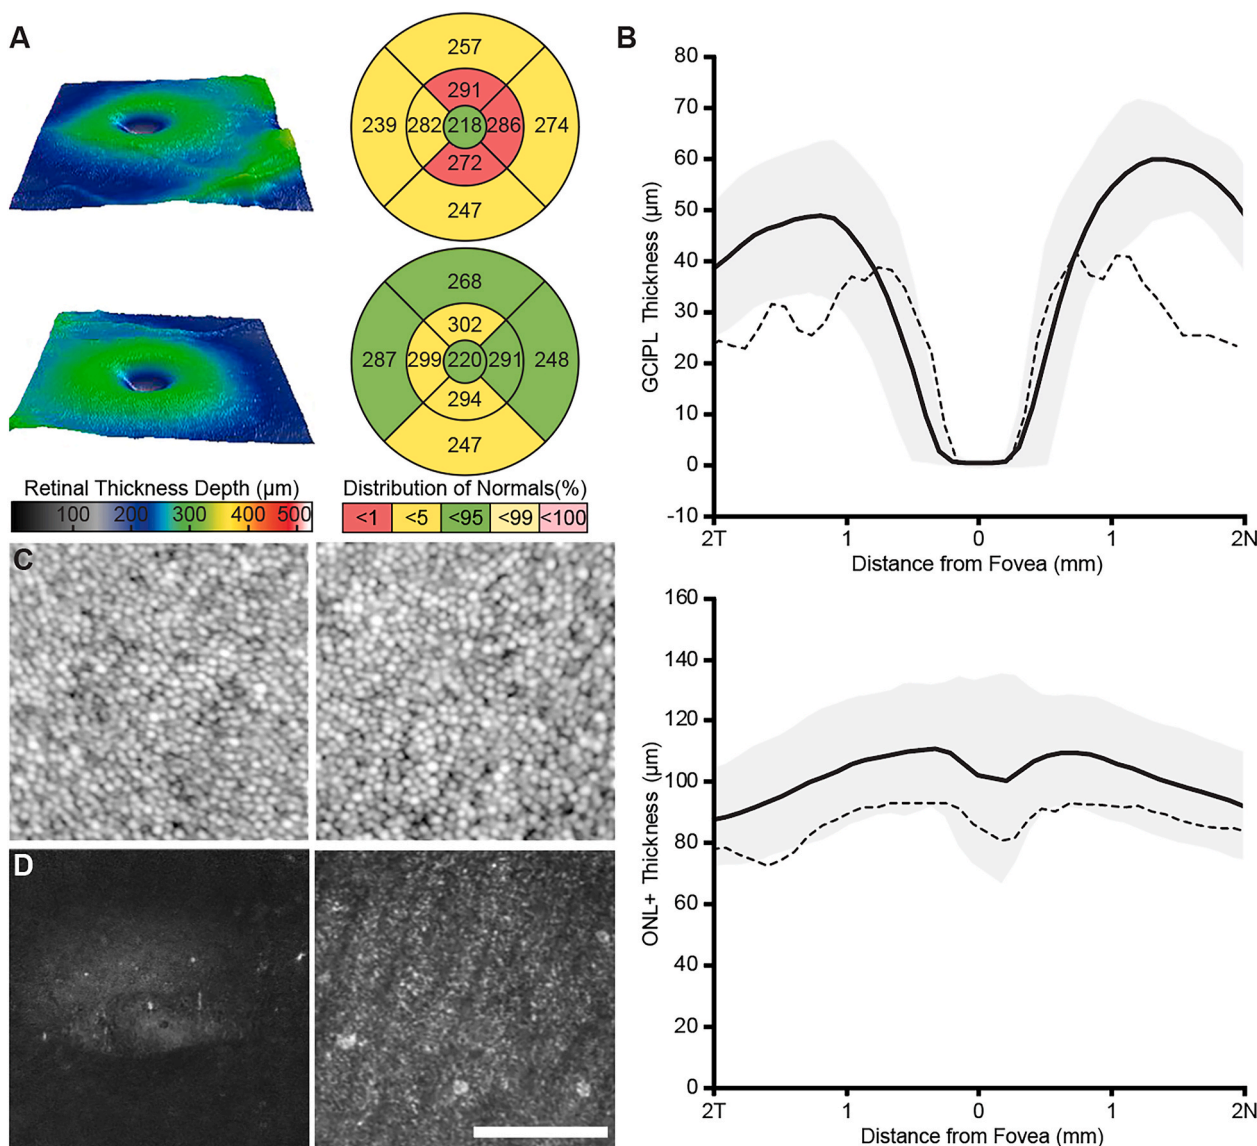 A
257
291
239 282 218 286 274
272
247
268
302
287 299 220 291 248
294
247
Retinal Thickness Depth (µm)
100 200 300 400 500
Distribution of Normals(%)
<1 <5 <95 <99 <100
B
80
70
60
50
40
30
20
10
0
-10
GCIPL Thickness (µm)
2T 1 0 1 2N
Distance from Fovea (mm)
160
140
120
100
80
60
40
20
0
ONL+ Thickness (µm)
2T 1 0 1 2N
Distance from Fovea (mm)
C
D